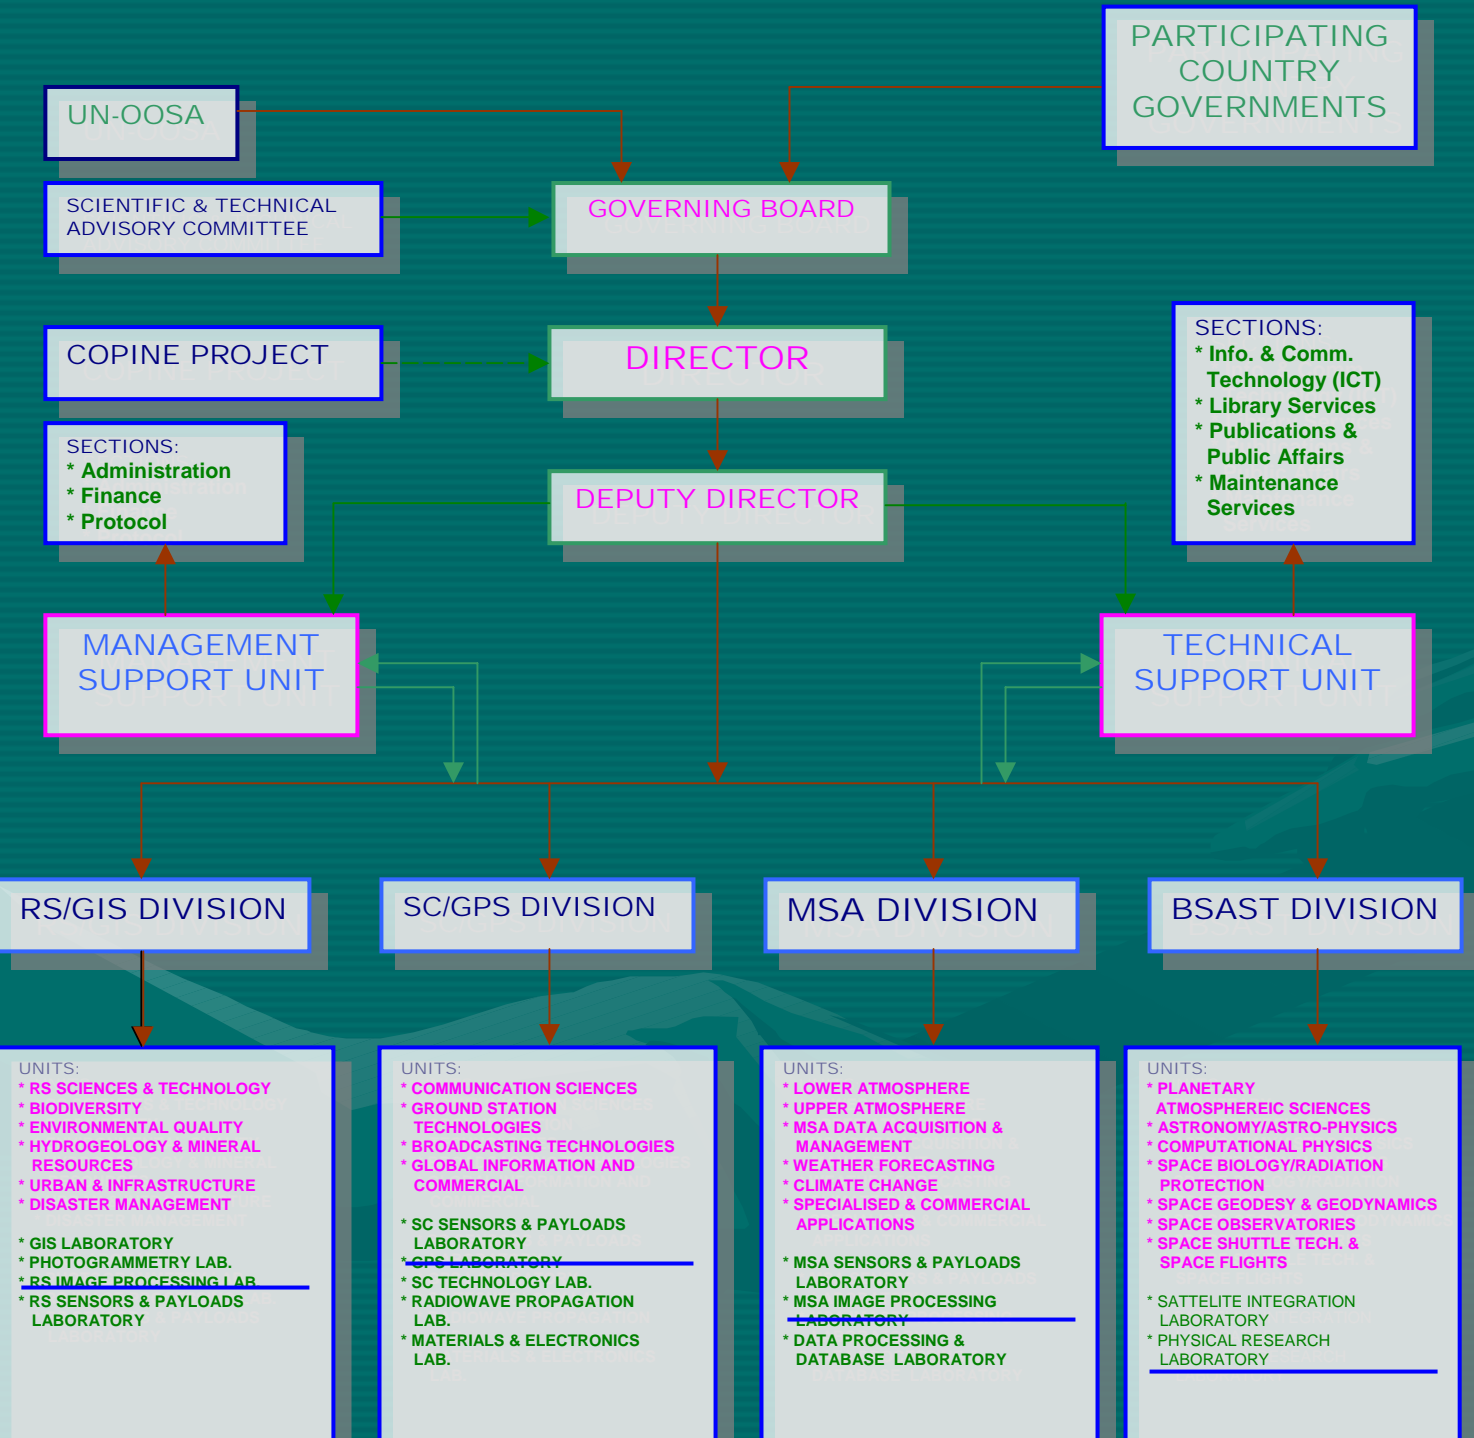 PARTICIPATING
COUNTRY
GOVERNMENTS
UN-OOSA
SCIENTIFIC & TECHNICAL
ADVISORY COMMITTEE
GOVERNING BOARD
COPINE PROJECT
DIRECTOR
SECTIONS:
* Info. & Comm.
Technology (ICT)
* Library Services
* Publications &
Public Affairs
* Maintenance
Services
SECTIONS:
* Administration
* Finance
* Protocol
DEPUTY DIRECTOR
MANAGEMENT
SUPPORT UNIT
TECHNICAL
SUPPORT UNIT
RS/GIS DIVISION
SC/GPS DIVISION
MSA DIVISION
BSAST DIVISION
UNITS:
* RS SCIENCES & TECHNOLOGY
* BIODIVERSITY
* ENVIRONMENTAL QUALITY
* HYDROGEOLOGY & MINERAL
RESOURCES
* URBAN & INFRASTRUCTURE
* DISASTER MANAGEMENT
* GIS LABORATORY
* PHOTOGRAMMETRY LAB.
* RS IMAGE PROCESSING LAB.
* RS SENSORS & PAYLOADS
LABORATORY
UNITS:
* COMMUNICATION SCIENCES
* GROUND STATION
TECHNOLOGIES
* BROADCASTING TECHNOLOGIES
* GLOBAL INFORMATION AND
COMMERCIAL
* SC SENSORS & PAYLOADS
LABORATORY
* GPS LABORATORY
* SC TECHNOLOGY LAB.
* RADIOWAVE PROPAGATION
LAB.
* MATERIALS & ELECTRONICS
LAB.
UNITS:
* LOWER ATMOSPHERE
* UPPER ATMOSPHERE
* MSA DATA ACQUISITION &
MANAGEMENT
* WEATHER FORECASTING
* CLIMATE CHANGE
* SPECIALISED & COMMERCIAL
APPLICATIONS
* MSA SENSORS & PAYLOADS
LABORATORY
* MSA IMAGE PROCESSING
LABORATORY
* DATA PROCESSING &
DATABASE LABORATORY
UNITS:
* PLANETARY
ATMOSPHEREIC SCIENCES
* ASTRONOMY/ASTRO-PHYSICS
* COMPUTATIONAL PHYSICS
* SPACE BIOLOGY/RADIATION
PROTECTION
* SPACE GEODESY & GEODYNAMICS
* SPACE OBSERVATORIES
* SPACE SHUTTLE TECH. &
SPACE FLIGHTS
* SATTELITE INTEGRATION
LABORATORY
* PHYSICAL RESEARCH
LABORATORY